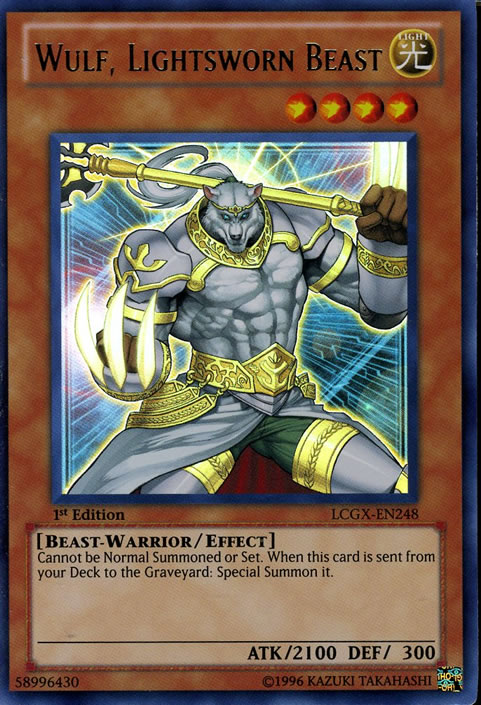 WULF, LIGHTSWORN BEAST
LIGHT
光
1st Edition
LCGX-EN248
[BEAST-WARRIOR/EFFECT]
Cannot be Normal Summoned or Set. When this card is sent from
your Deck to the Graveyard: Special Summon it.
ATK/2100 DEF/ 300
58996430
©1996 KAZUKI TAKAHASHI